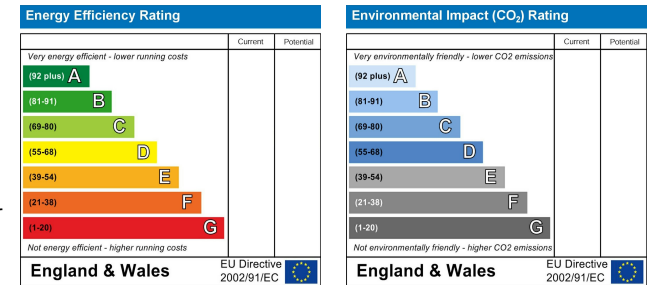 Energy Efficiency Rating
Current Potential
Very energy efficient - lower running costs
(92 plus) A
(81-91) B
(69-80) C
(55-68) D
(39-54) E
(21-38) F
(1-20) G
Not energy efficient - higher running costs
England & Wales
EU Directive
2002/91/EC
Environmental Impact (CO₂) Rating
Current Potential
Very environmentally friendly - lower CO2 emissions
(92 plus) A
(81-91) B
(69-80) C
(55-68) D
(39-54) E
(21-38) F
(1-20) G
Not environmentally friendly - higher CO2 emissions
England & Wales
EU Directive
2002/91/EC